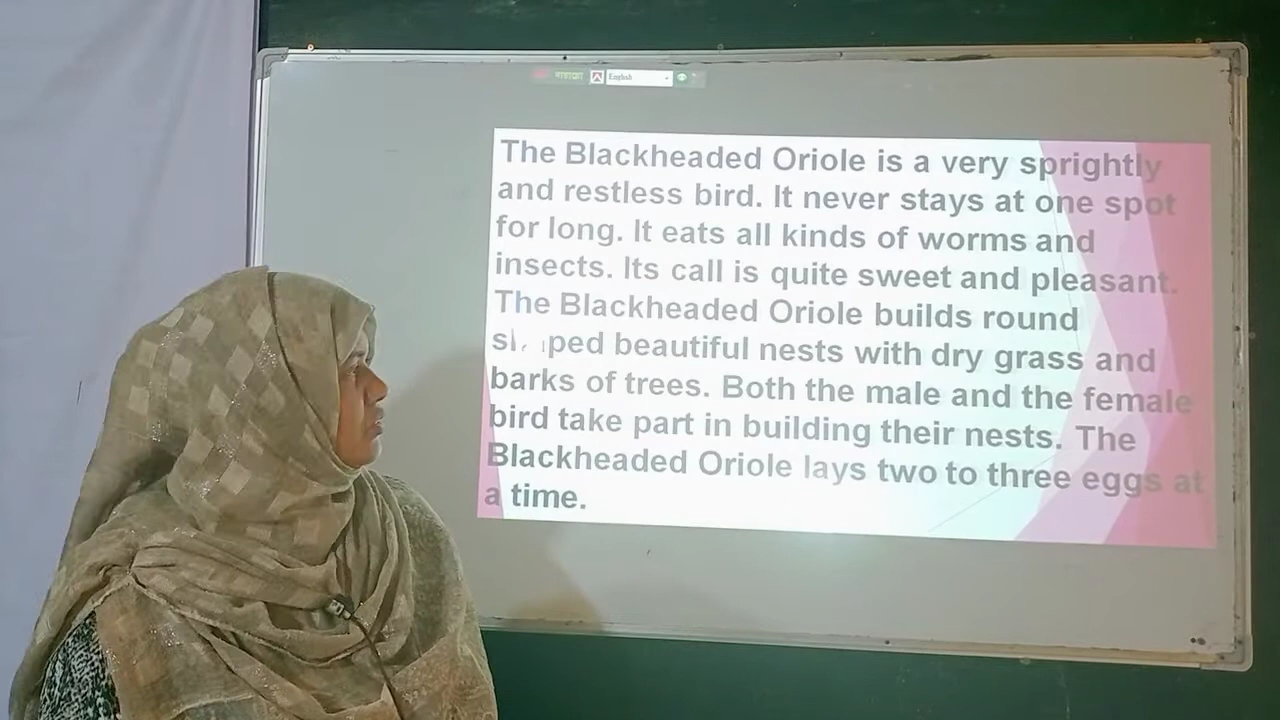 English
The Blackheaded Oriole is a very sprightly
and restless bird. It never stays at one spot
for long. It eats all kinds of worms and
insects. Its call is quite sweet and pleasant.
The Blackheaded Oriole builds round
beautiful nests with dry grass and
barks of trees. Both the male and the female
bird take part in building their nests. The
Blackheaded Oriole lays two to three eggs at
a time.